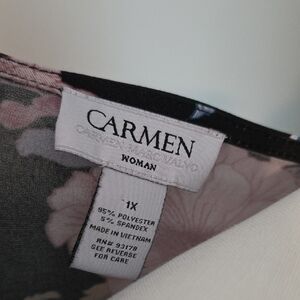 CARMEN
CARMEN MARC VALVO
WOMAN
1X
95% POLYESTER
5% SPANDEX
MADE IN VIETNAM
RN# 93178
SEE REVERSE
FOR CARE